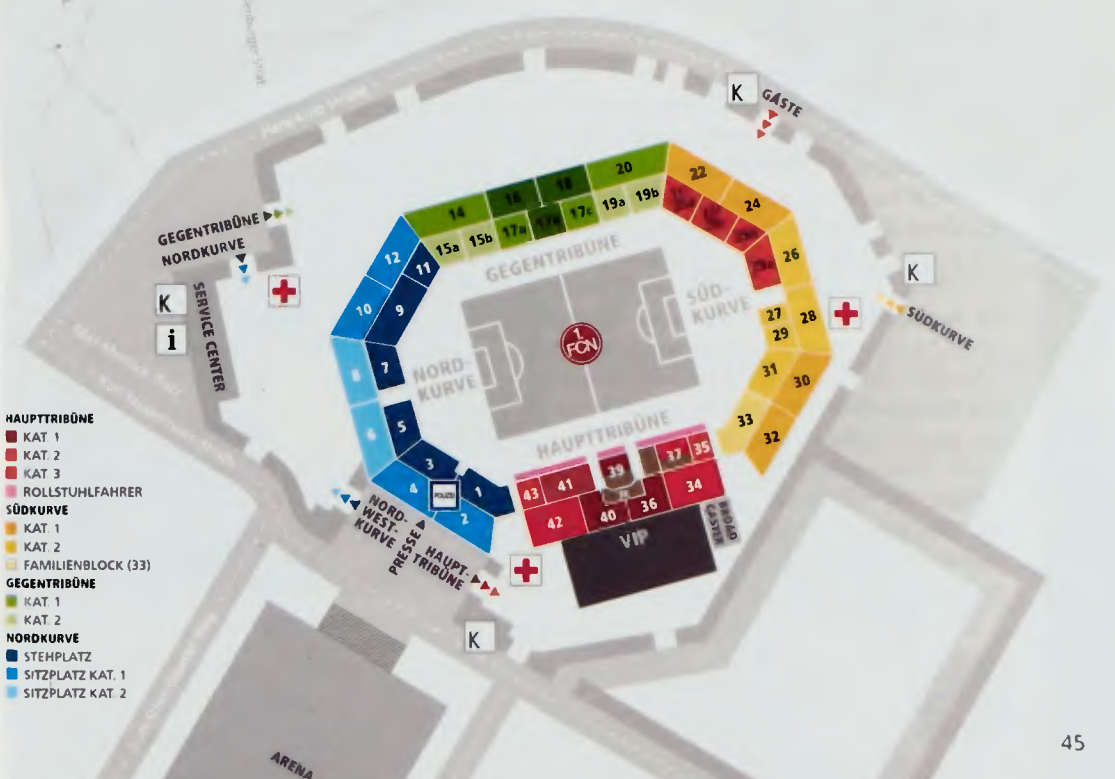 K
GÄSTE
GEGENTRIBÜNE
NORDKURVE
K
i
SERVICE CENTER
K
SÜDKURVE
14
16
18
20
22
24
26
28
30
32
15a
15b
17a
17c
19a
19b
27
29
31
33
12
11
10
9
8
7
6
5
4
3
2
1
POLIZEI
GEGENTRIBÜNE
SÜD-
KURVE
NORD-
KURVE
1.
FCN
HAUPTTRIBÜNE
43
41
39
37
35
42
40
36
34
VIP
BROAD
CASTER
NORD-
WEST-
KURVE
PRESSE
HAUPT-
TRIBÜNE
K
ARENA
HAUPTTRIBÜNE
KAT. 1
KAT. 2
KAT. 3
ROLLSTUHLFAHRER
SÜDKURVE
KAT. 1
KAT. 2
FAMILIENBLOCK (33)
GEGENTRIBÜNE
KAT. 1
KAT. 2
NORDKURVE
STEHPLATZ
SITZPLATZ KAT. 1
SITZPLATZ KAT. 2
45